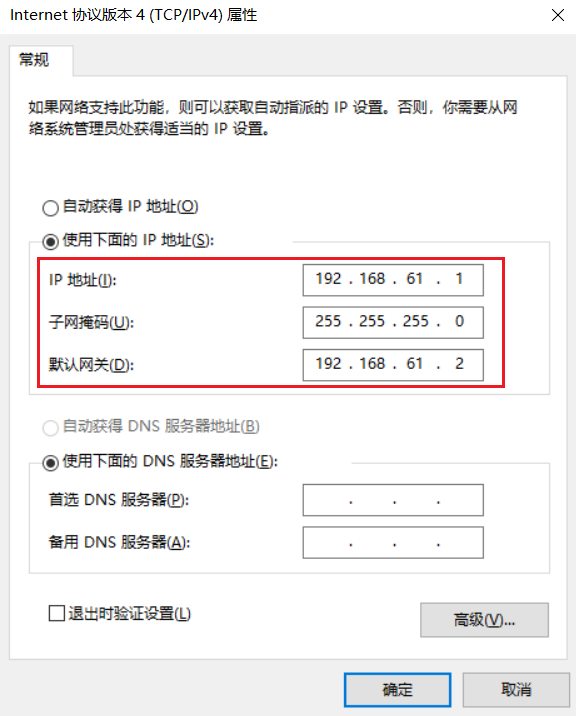 Internet 协议版本 4 (TCP/IPv4) 属性
常规
如果网络支持此功能，则可以获取自动指派的 IP 设置。否则，你需要从网
络系统管理员处获得适当的 IP 设置。
自动获得 IP 地址(O)
使用下面的 IP 地址(S):
IP 地址(I): 192 . 168 . 61 . 1
子网掩码(U): 255 . 255 . 255 . 0
默认网关(D): 192 . 168 . 61 . 2
自动获得 DNS 服务器地址(B)
使用下面的 DNS 服务器地址(E):
首选 DNS 服务器(P): . . .
备用 DNS 服务器(A): . . .
退出时验证设置(L)
高级(V)...
确定 取消